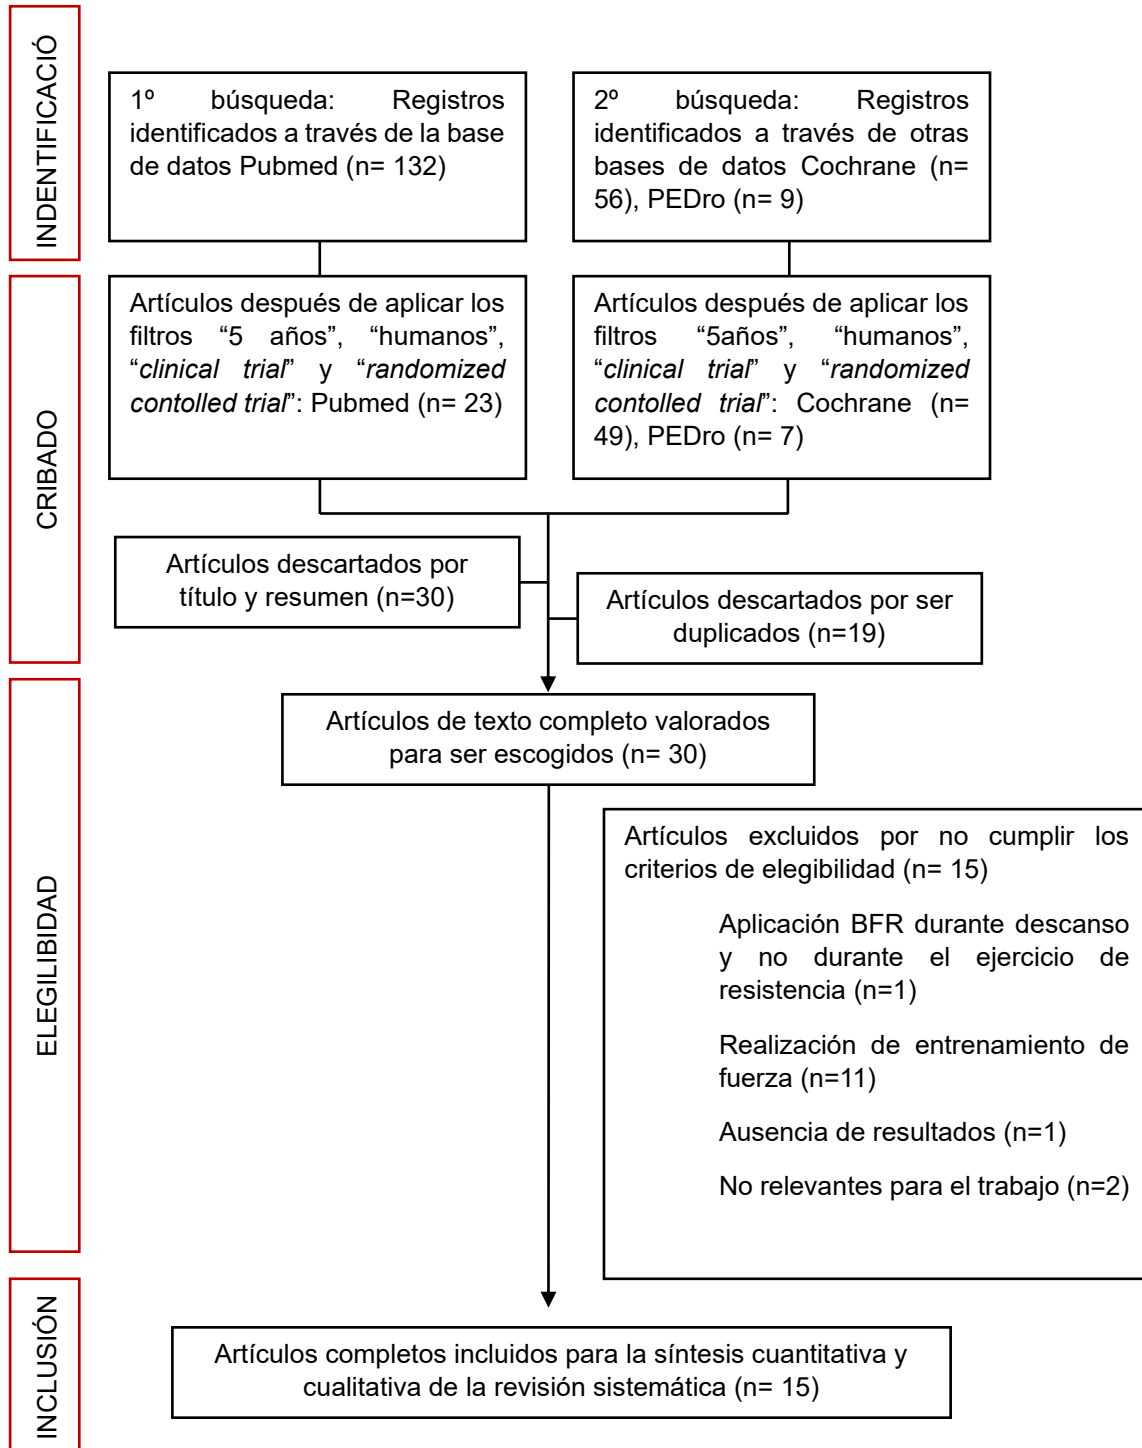 INDENTIFICACIÓ
1º búsqueda: Registros
identificados a través de la base
de datos Pubmed (n= 132)
2º búsqueda: Registros
identificados a través de otras
bases de datos Cochrane (n=
56), PEDro (n= 9)
CRIBADO
Artículos después de aplicar los
filtros “5 años”, “humanos”,
“clinical trial” y “randomized
contolled trial”: Pubmed (n= 23)
Artículos después de aplicar los
filtros “5años”, “humanos”,
“clinical trial” y “randomized
contolled trial”: Cochrane (n=
49), PEDro (n= 7)
Artículos descartados por
título y resumen (n=30)
Artículos descartados por ser
duplicados (n=19)
ELEGILIBIDAD
Artículos de texto completo valorados
para ser escogidos (n= 30)
Artículos excluidos por no cumplir los
criterios de elegibilidad (n= 15)
Aplicación BFR durante descanso
y no durante el ejercicio de
resistencia (n=1)
Realización de entrenamiento de
fuerza (n=11)
Ausencia de resultados (n=1)
No relevantes para el trabajo (n=2)
INCLUSIÓN
Artículos completos incluidos para la síntesis cuantitativa y
cualitativa de la revisión sistemática (n= 15)